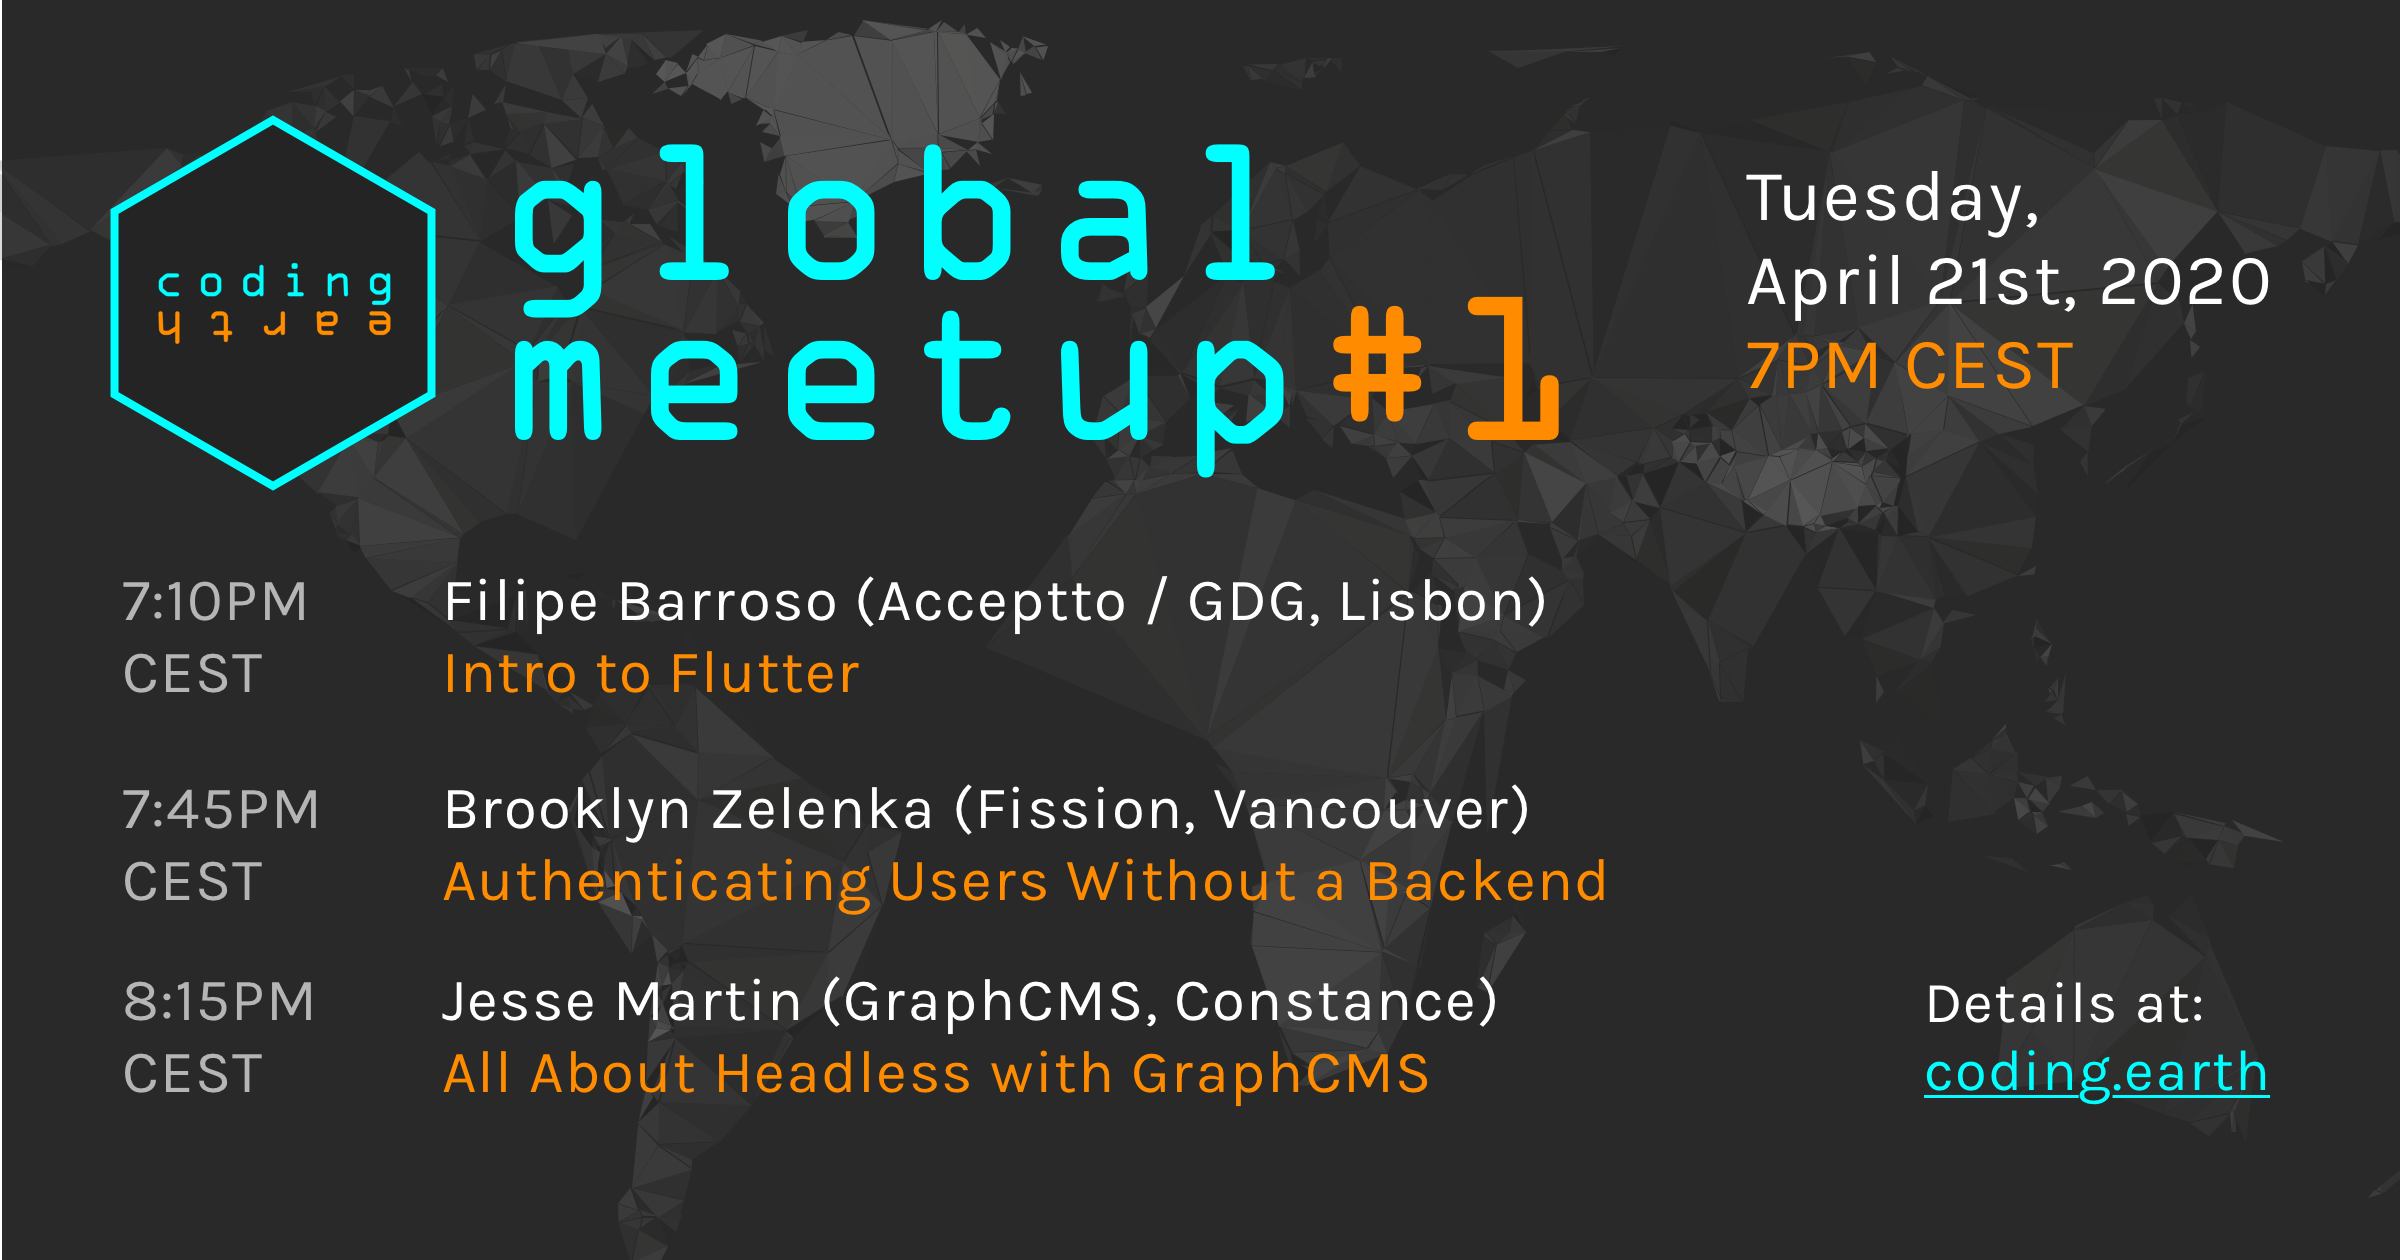 coding
earth
global
meetup #1
Tuesday,
April 21st, 2020
7PM CEST
7:10PM
CEST
Filipe Barroso (Acceptto / GDG, Lisbon)
Intro to Flutter
7:45PM
CEST
Brooklyn Zelenka (Fission, Vancouver)
Authenticating Users Without a Backend
8:15PM
CEST
Jesse Martin (GraphCMS, Constance)
All About Headless with GraphCMS
Details at:
coding.earth